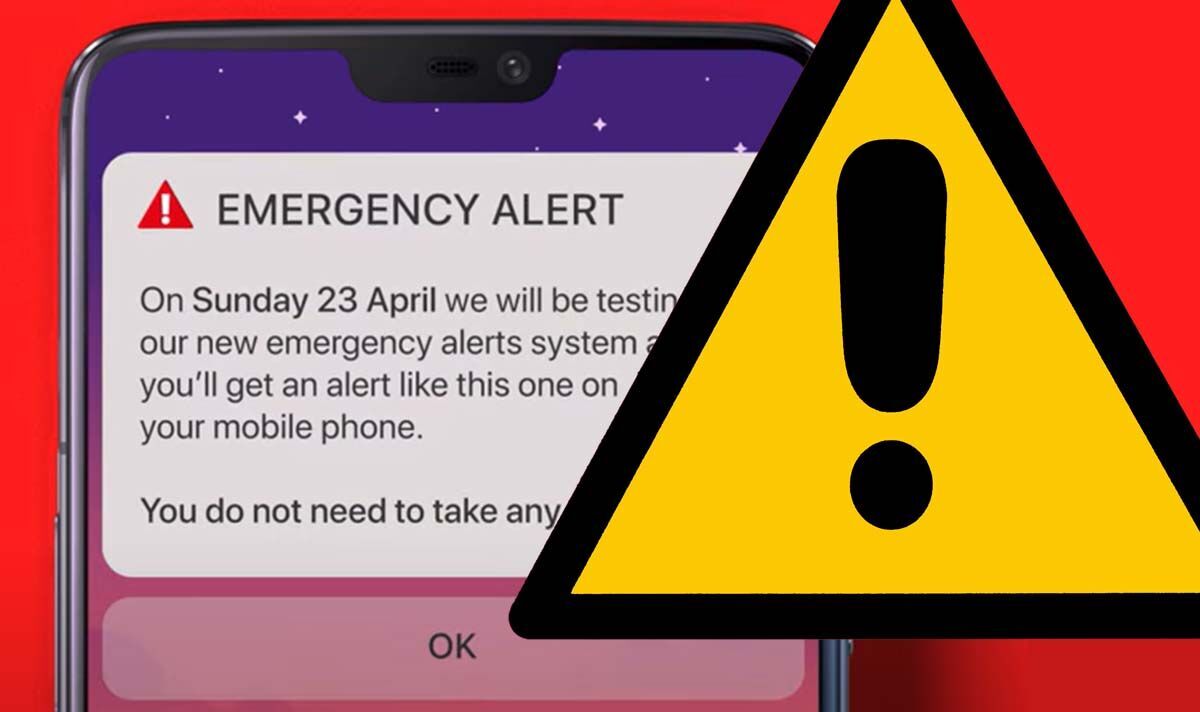 EMERGENCY ALERT
On Sunday 23 April we will be
our new emergency alerts system
you’ll get an alert like this one on
your mobile phone.
You do not need to take any
OK